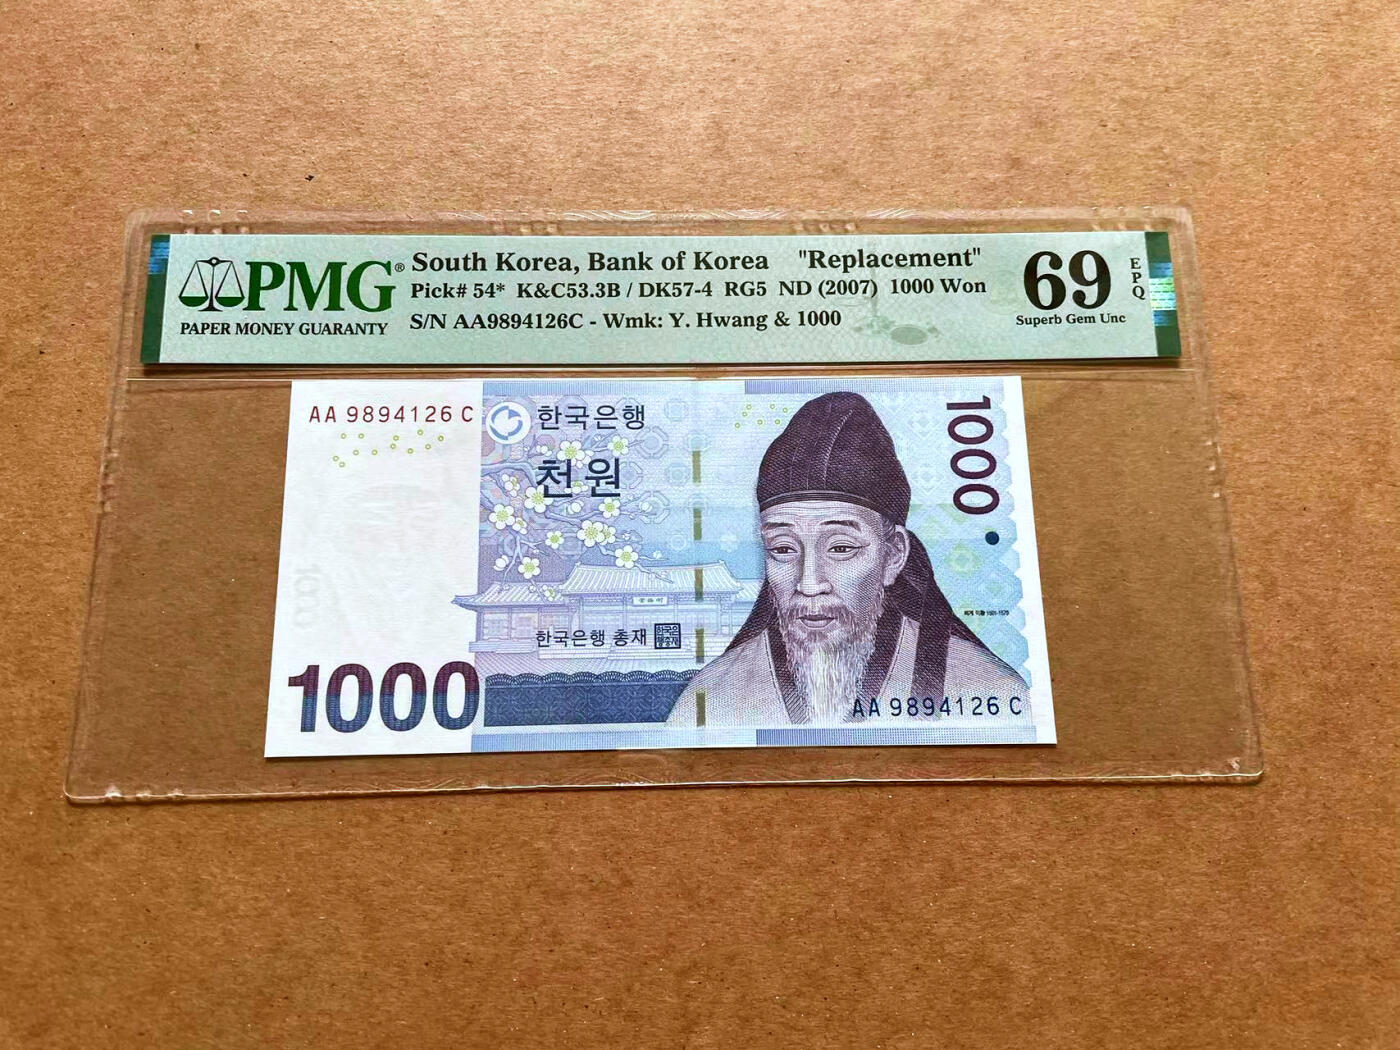 PMG®
PAPER MONEY GUARANTY
South Korea, Bank of Korea "Replacement"
Pick# 54* K&C53.3B / DK57-4 RG5 ND (2007) 1000 Won
S/N AA9894126C - Wmk: Y. Hwang & 1000
69
EPQ
Superb Gem Unc
AA 9894126 C
한국은행
천원
1000
한국은행 총재
1000
AA 9894126 C